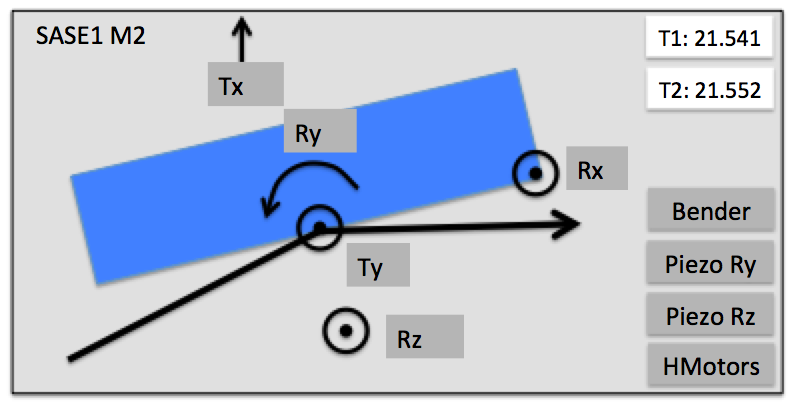 SASE1 M2
T1: 21.541
Tx
T2: 21.552
Ry
Rx
Bender
Ty
Piezo Ry
Rz
Piezo Rz
HMotors